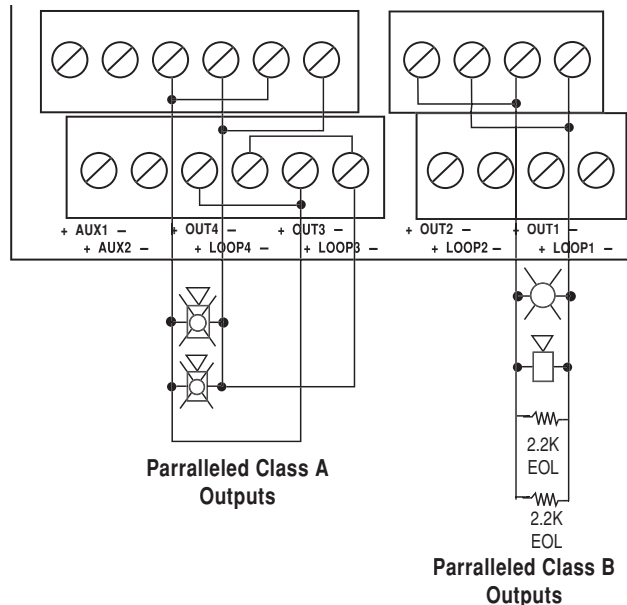 + AUX1 – + OUT4 – + OUT3 – + OUT2 – + OUT1 –
+ AUX2 – + LOOP4 – + LOOP3 – + LOOP2 – + LOOP1 –
2.2K
EOL
Parralleled Class A
Outputs
2.2K
EOL
Parralleled Class B
Outputs